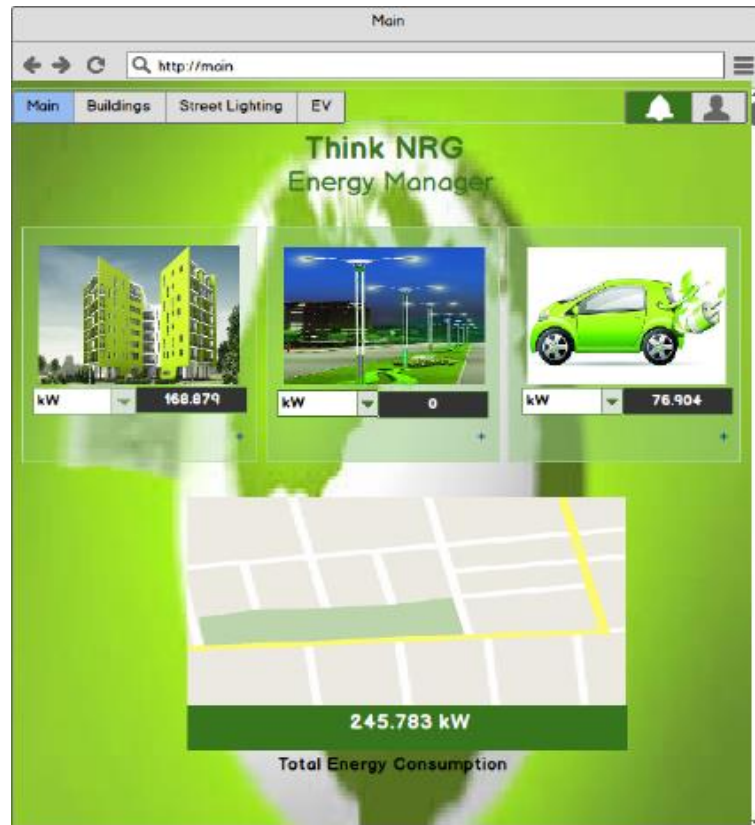 Main
http://main
Main Buildings Street Lighting EV
Think NRG
Energy Manager
kW 168.879
kW 0
kW 76.904
+
+
+
245.783 kW
Total Energy Consumption